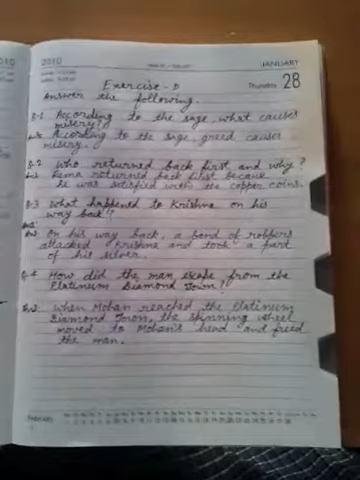 2010
JANUARY
Thursday 28
Exercise-D
Answer the following.
Q.1 According to the sage, what causes
misery?
Ans According to the sage, greed causes
misery.
Q.2 Who returned back first and why?
Ans Rama returned back first because
he was satisfied with the copper coins.
Q.3 What happened to Krishna on his
way back?
Ans On his way back, a band of robbers
attacked Krishna and took a part
of his silver.
Q.4 How did the man escape from the
Platinum Diamond Town?
Ans When Mohan reached the Platinum
Diamond Town, the spinning wheel
moved to Mohan's head and freed
the man.